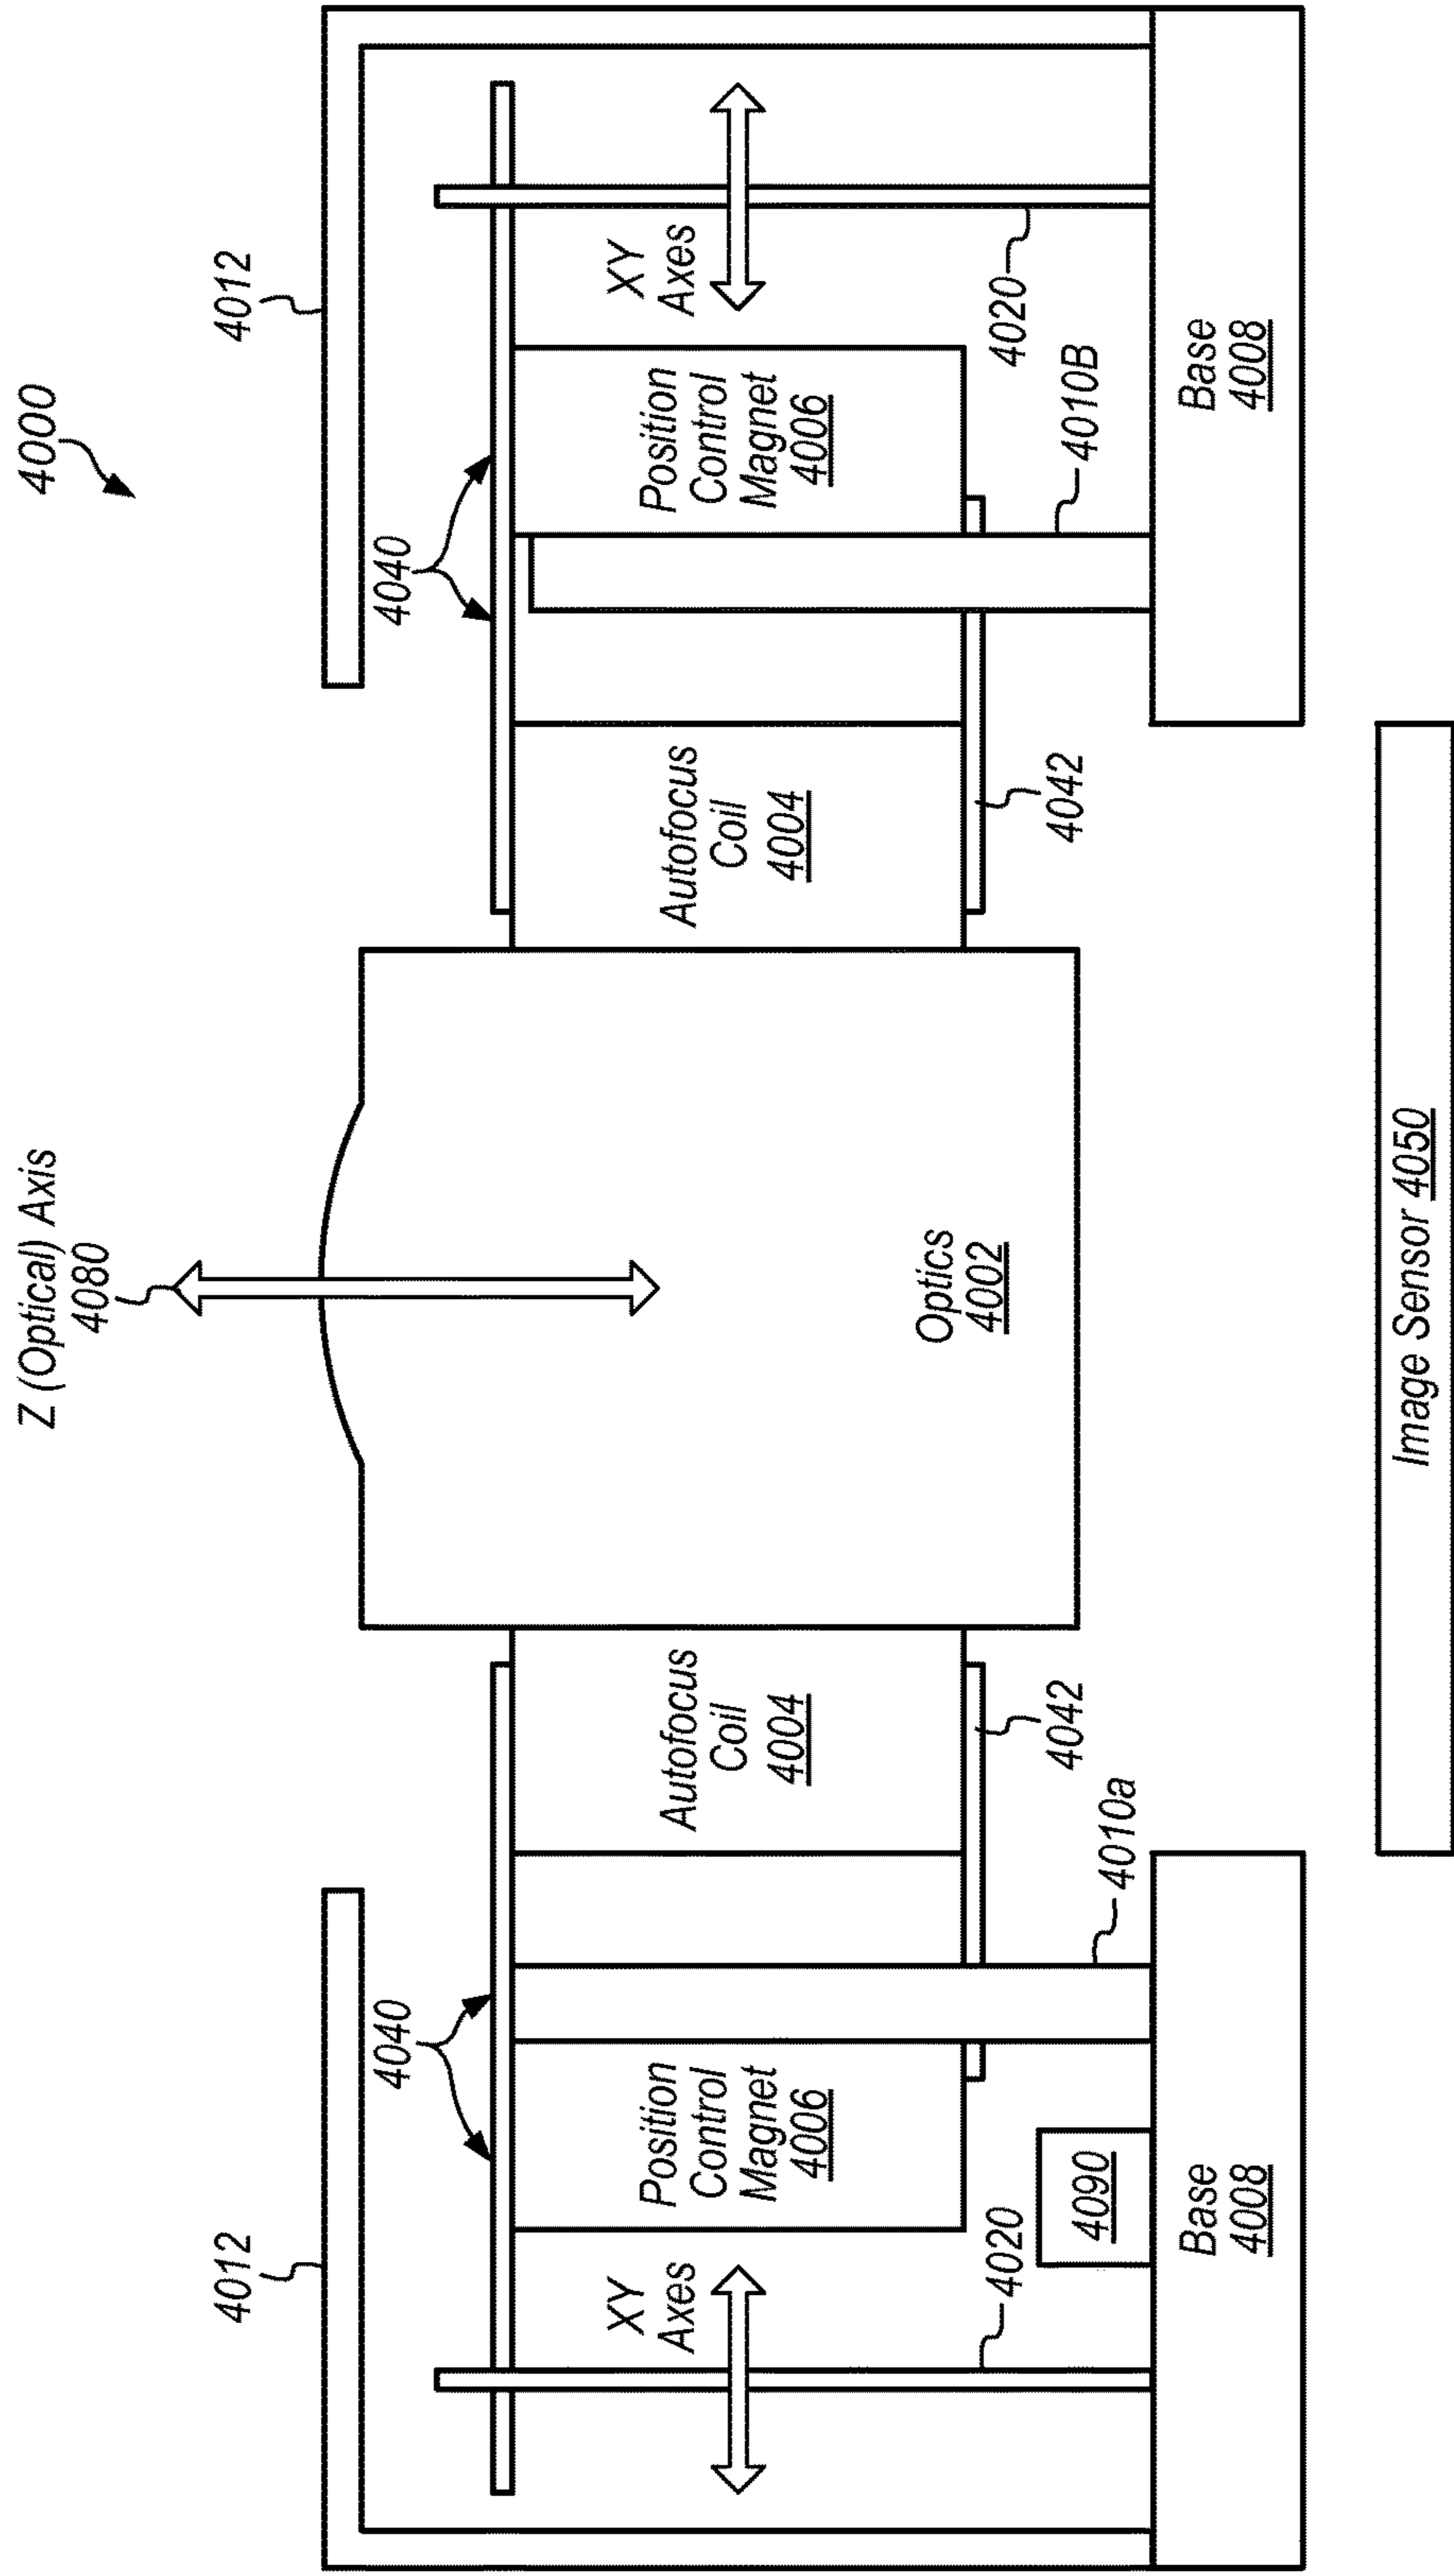 4000
Z (Optical) Axis
4080
4012
4012
4040
4040
XY
Axes
Position
Control
Magnet
4006
Autofocus
Coil
4004
Autofocus
Coil
4004
Position
Control
Magnet
4006
XY
Axes
Optics
4002
4020
4090
4010a
4042
4042
4010B
4020
Base
4008
Base
4008
Image Sensor 4050